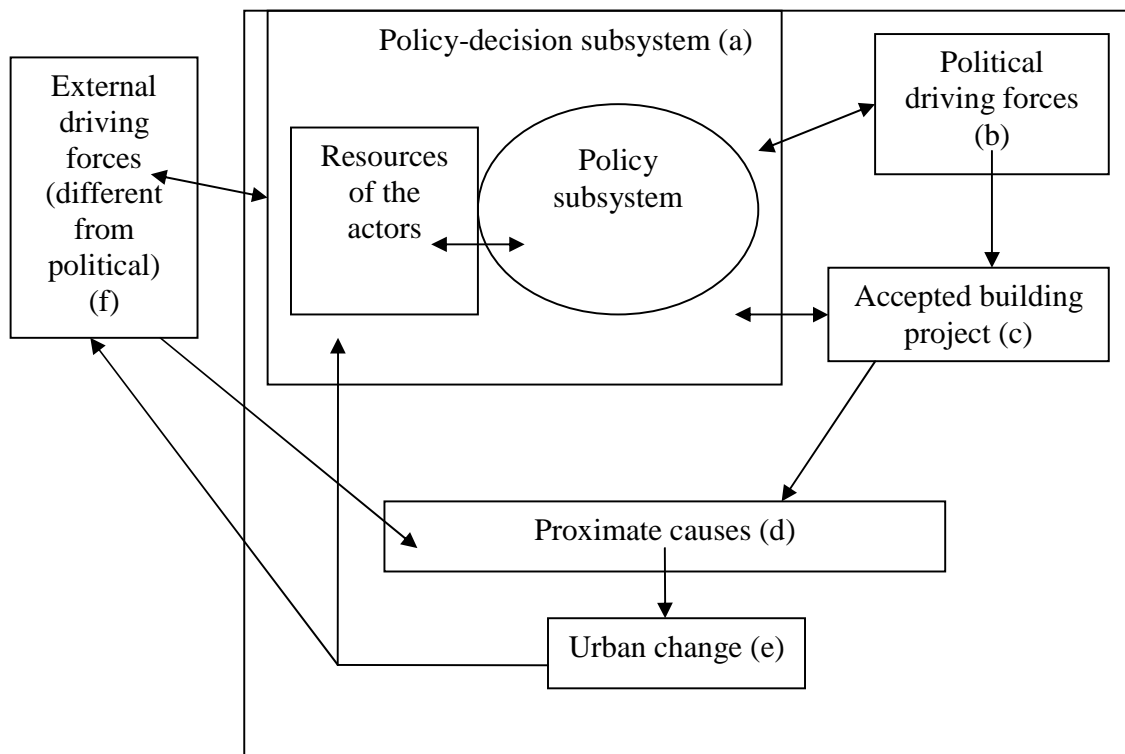 Policy-decision subsystem (a)
External
driving
forces
(different
from
political)
(f)
Resources
of the
actors
Policy
subsystem
Political
driving forces
(b)
Accepted building
project (c)
Proximate causes (d)
Urban change (e)